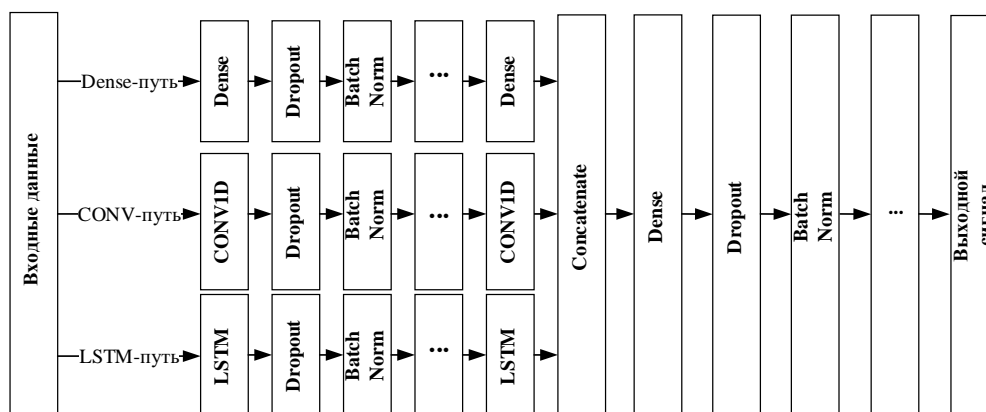 Входные данные
Dense-путь
Dense
Dropout
Batch
Norm
...
Dense
CONV-путь
CONV1D
Dropout
Batch
Norm
...
CONV1D
LSTM-путь
LSTM
Dropout
Batch
Norm
...
LSTM
Concatenate
Dense
Dropout
Batch
Norm
...
Выходной
сигнал